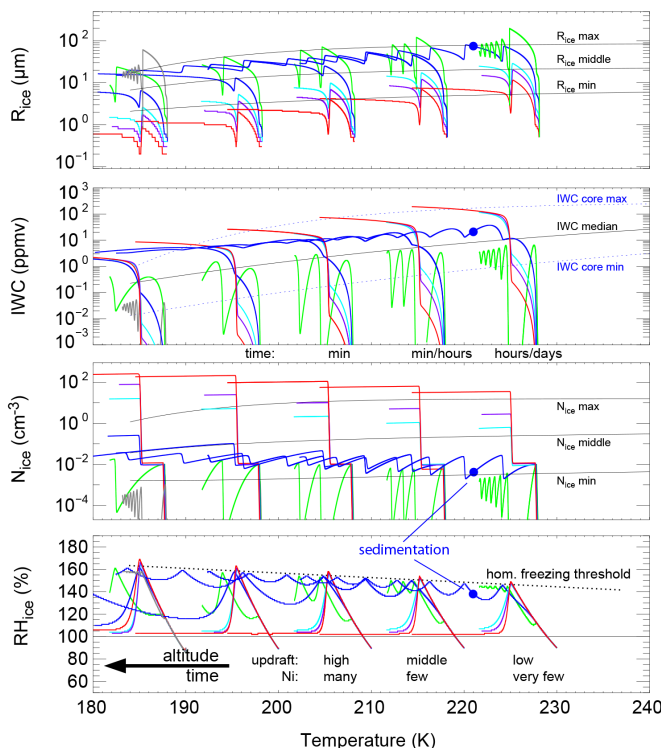 R_ice (µm)
10^2
10^1
10^0
10^-1
R_ice max
R_ice middle
R_ice min
IWC (ppmv)
10^3
10^2
10^1
10^0
10^-1
10^-2
10^-3
IWC core max
IWC median
IWC core min
time: min min/hours hours/days
N_ice (cm^-3)
10^2
10^0
10^-2
10^-4
N_ice max
N_ice middle
N_ice min
sedimentation
RH_ice (%)
180
160
140
120
100
80
60
hom. freezing threshold
altitude
time
updraft: high middle low
Ni: many few very few
180 190 200 210 220 230 240
Temperature (K)